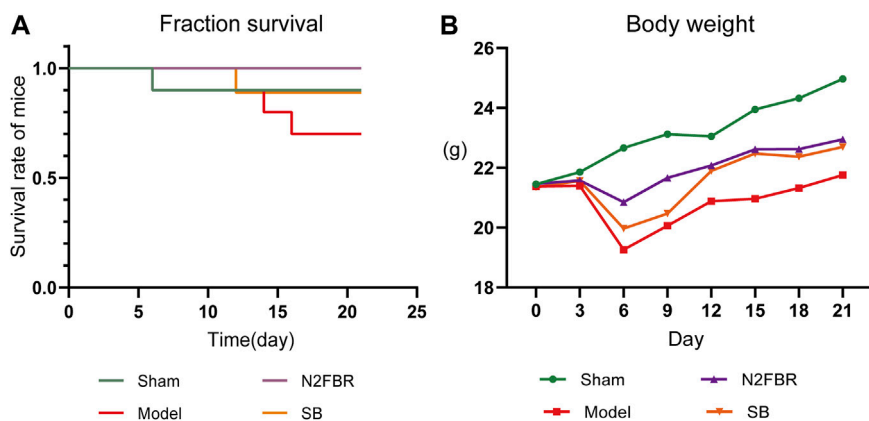 A
Fraction survival
Survival rate of mice
1.0
0.5
0.0
0 5 10 15 20 25
Time(day)
Sham N2FBR
Model SB
B
Body weight
(g)
26
24
22
20
18
0 3 6 9 12 15 18 21
Day
Sham N2FBR
Model SB